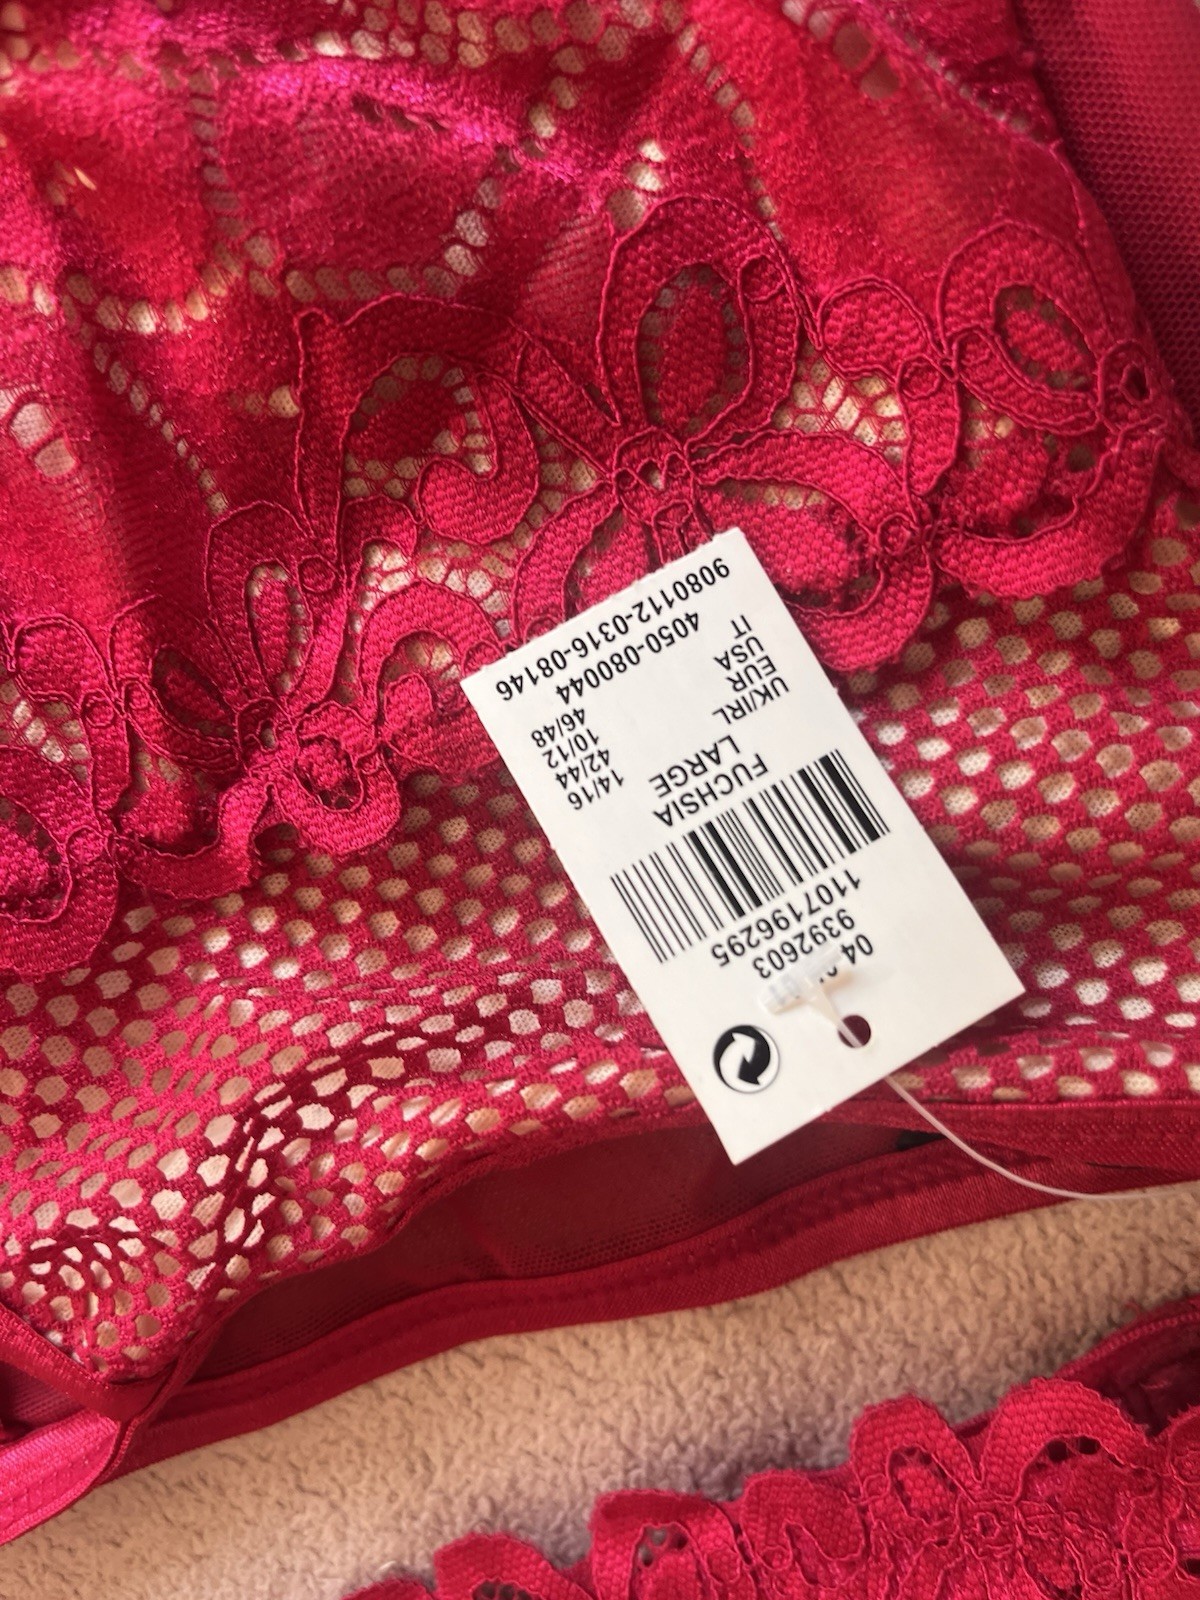 04
9392603
1107196295
FUCHSIA
LARGE
UK/IRL 14/16
EUR 42/44
USA 10/12
IT 46/48
4050-080044
9080112-0316-08146